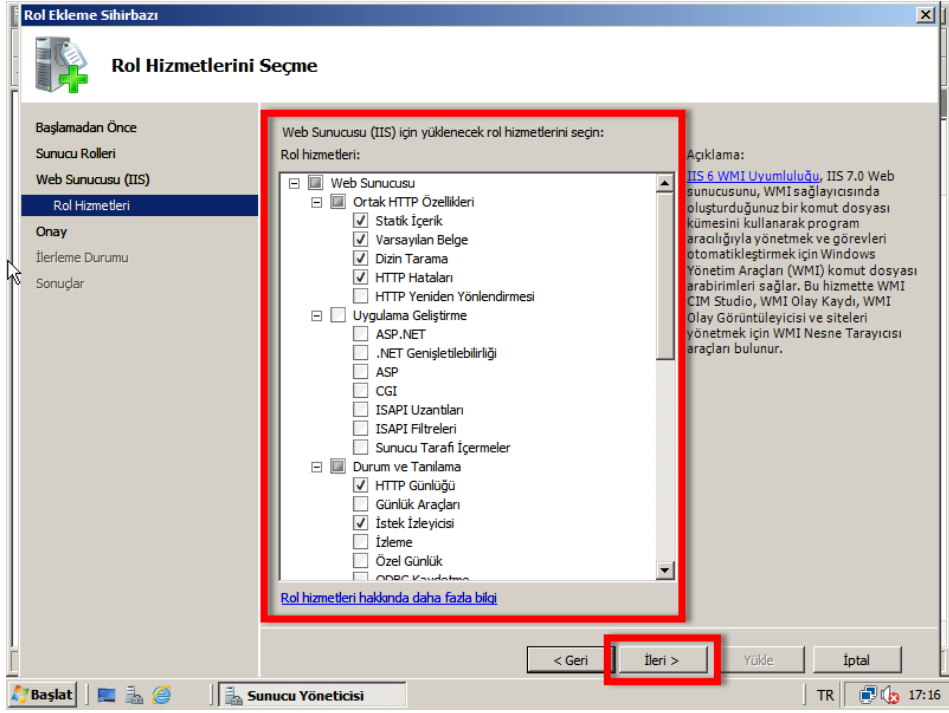 Rol Ekleme Sihirbazı
Rol Hizmetlerini Seçme
Başlamadan Önce
Sunucu Rolleri
Web Sunucusu (IIS)
Rol Hizmetleri
Onay
İlerleme Durumu
Sonuçlar
Web Sunucusu (IIS) için yüklenecek rol hizmetlerini seçin:
Rol hizmetleri:
Web Sunucusu
Ortak HTTP Özellikleri
Statik İçerik
Varsayılan Belge
Dizin Tarama
HTTP Hataları
HTTP Yeniden Yönlendirmesi
Uygulama Geliştirme
ASP.NET
.NET Genişletilebilirliği
ASP
CGI
ISAPI Uzantıları
ISAPI Filtreleri
Sunucu Tarafı İçermeler
Durum ve Tanılama
HTTP Günlüğü
Günlük Araçları
İstek İzleyicisi
İzleme
Özel Günlük
ODBC Kaydetme
Rol hizmetleri hakkında daha fazla bilgi
Açıklama:
IIS 6 WMI Uyumluluğu, IIS 7.0 Web
sunucusunu, WMI sağlayıcısında
oluşturduğunuz bir komut dosyası
kümesini kullanarak program
aracılığıyla yönetmek ve görevleri
otomatikleştirmek için Windows
Yönetim Araçları (WMI) komut dosyası
arabirimleri sağlar. Bu hizmette WMI
CIM Studio, WMI Olay Kaydı, WMI
Olay Görüntüleyicisi ve siteleri
yönetmek için WMI Nesne Tarayıcısı
araçları bulunur.
< Geri
İleri >
Yükle
İptal
Başlat
Sunucu Yöneticisi
TR
17:16